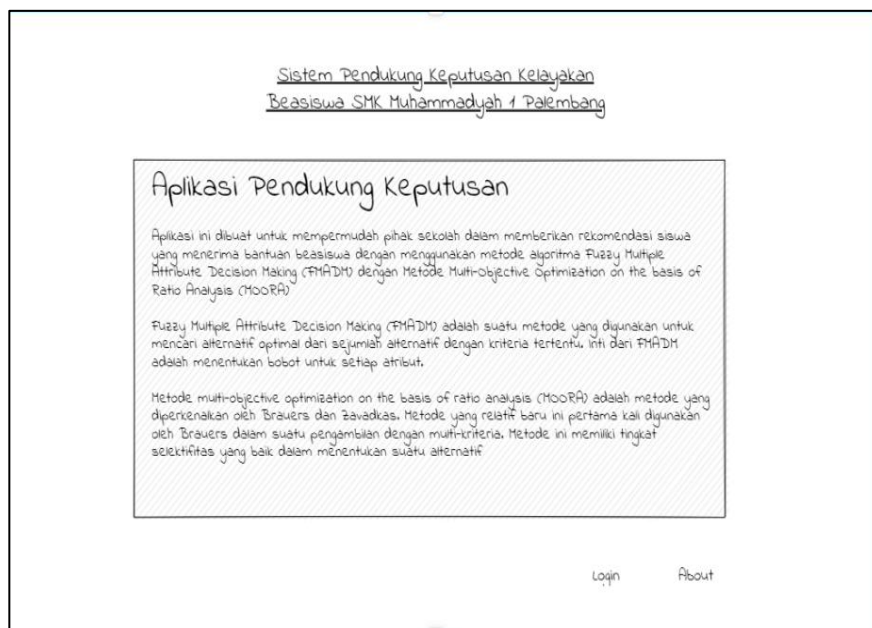 Sistem Pendukung Keputusan Kelayakan
Beasiswa SMK Muhammadyah 1 Palembang
Aplikasi Pendukung Keputusan
Aplikasi ini dibuat untuk mempermudah pihak sekolah dalam memberikan rekomendasi siswa
yang menerima bantuan beasiswa dengan menggunakan metode algoritma Fuzzy Multiple
Attribute Decision Making (FMADM) dengan Metode Multi-Objective Optimization on the basis of
Ratio Analysis (MOORA)
Fuzzy Multiple Attribute Decision Making (FMADM) adalah suatu metode yang digunakan untuk
mencari alternatif optimal dari sejumlah alternatif dengan kriteria tertentu. Inti dari FMADM
adalah menentukan bobot untuk setiap atribut.
Metode multi-objective optimization on the basis of ratio analysis (MOORA) adalah metode yang
diperkenalkan oleh Brauers dan Zavadkas. Metode yang relatif baru ini pertama kali digunakan
oleh Brauers dalam suatu pengambilan dengan multi-kriteria. Metode ini memiliki tingkat
selektifitas yang baik dalam menentukan suatu alternatif
Login About